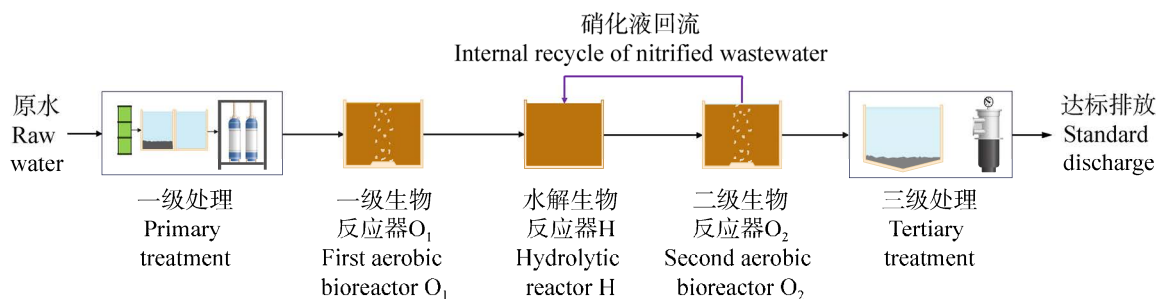 硝化液回流
Internal recycle of nitrified wastewater
原水
Raw
water
达标排放
Standard
discharge
一级处理
Primary
treatment
一级生物
反应器O₁
First aerobic
bioreactor O₁
水解生物
反应器H
Hydrolytic
reactor H
二级生物
反应器O₂
Second aerobic
bioreactor O₂
三级处理
Tertiary
treatment